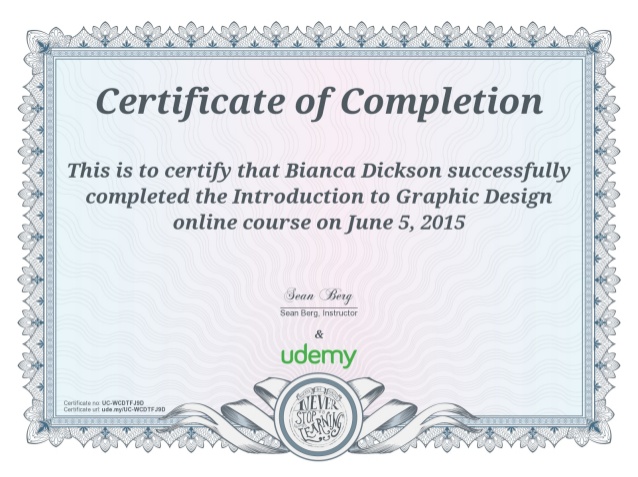 Certificate of Completion
This is to certify that Bianca Dickson successfully
completed the Introduction to Graphic Design
online course on June 5, 2015
Sean Berg
Sean Berg, Instructor
&
udemy
Certificate no: UC-WCDTFJ9D
Certificate url: ude.my/UC-WCDTFJ9D
NEVER
STOP
LEARNING